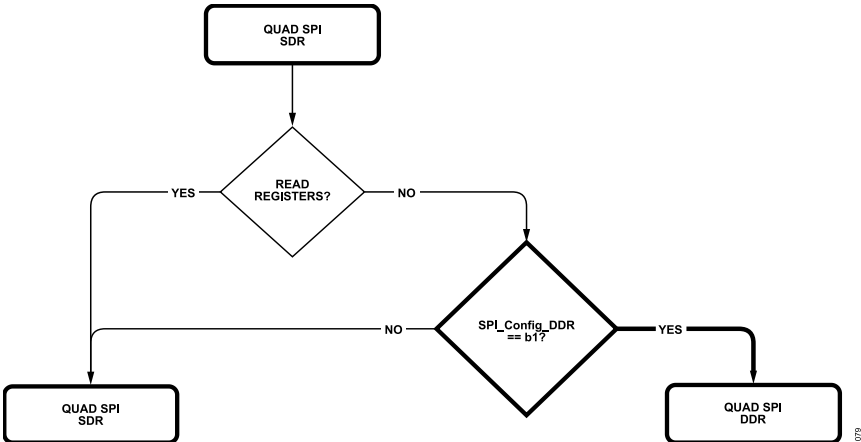 QUAD SPI
SDR
READ
REGISTERS?
YES
NO
SPI_Config_DDR
== b1?
NO
YES
QUAD SPI
SDR
QUAD SPI
DDR
079